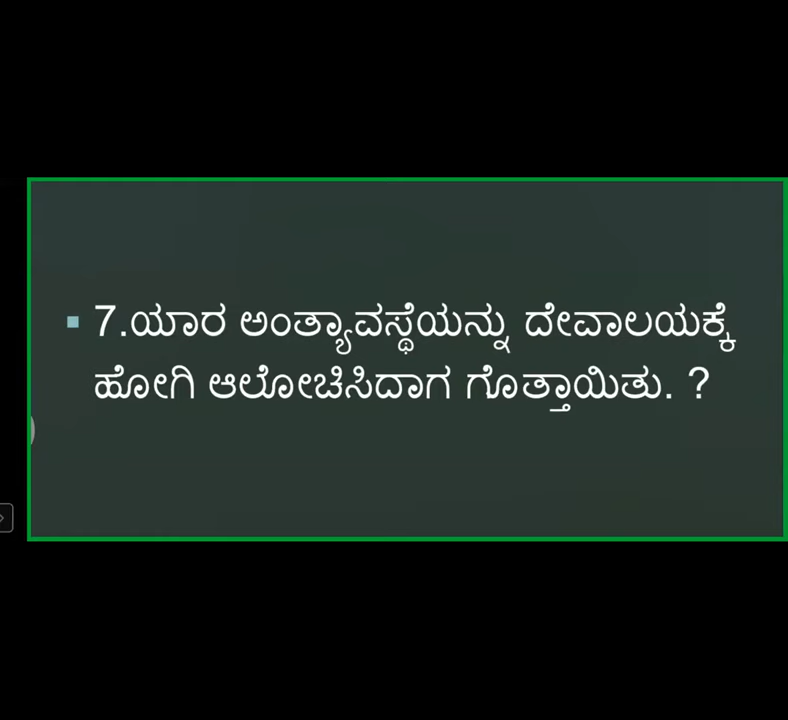 7.ಯಾರ ಅಂತ್ಯಾವಸ್ಥೆಯನ್ನು ದೇವಾಲಯಕ್ಕೆ
ಹೋಗಿ ಆಲೋಚಿಸಿದಾಗ ಗೊತ್ತಾಯಿತು. ?